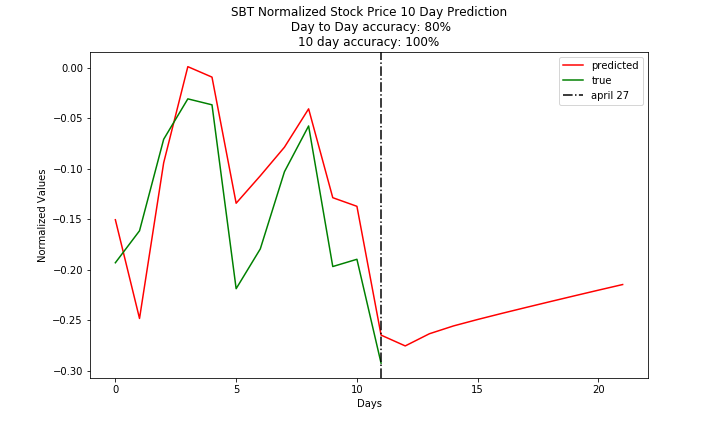 SBT Normalized Stock Price 10 Day Prediction
Day to Day accuracy: 80%
10 day accuracy: 100%
predicted
true
april 27
Normalized Values
0.00
−0.05
−0.10
−0.15
−0.20
−0.25
−0.30
0 5 10 15 20
Days